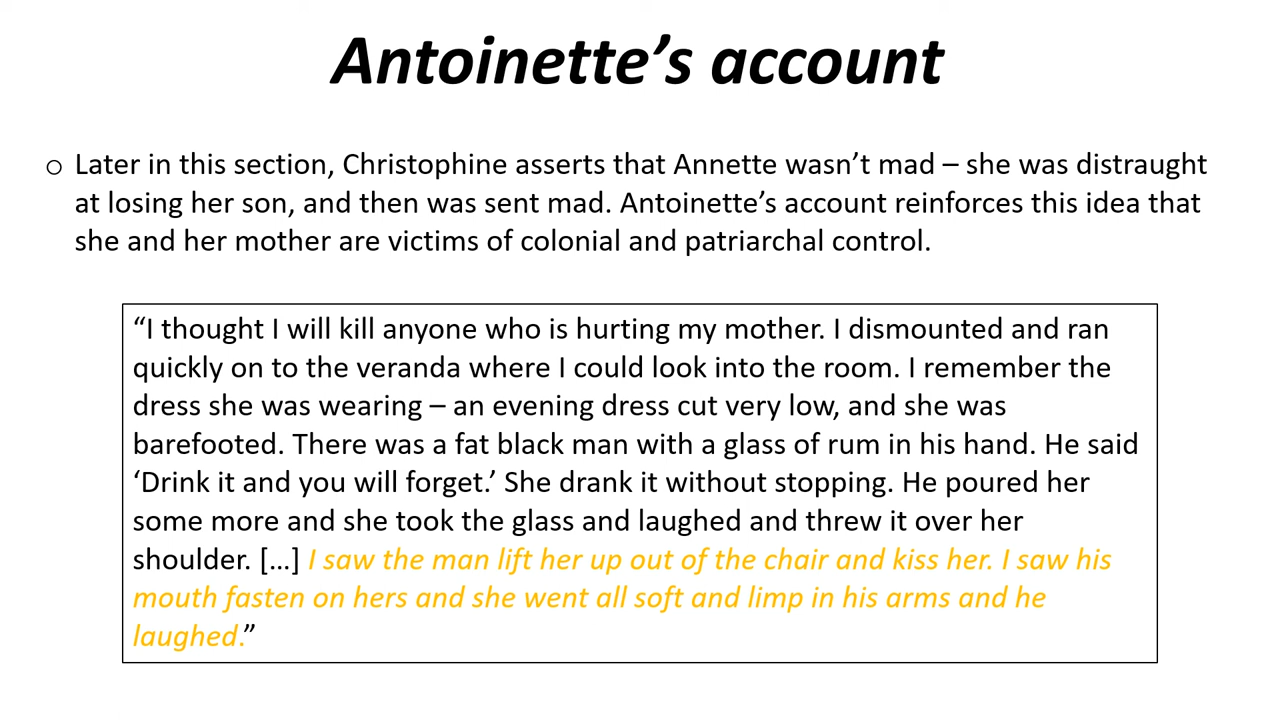 Antoinette’s account
o Later in this section, Christophine asserts that Annette wasn’t mad – she was distraught
at losing her son, and then was sent mad. Antoinette’s account reinforces this idea that
she and her mother are victims of colonial and patriarchal control.
“I thought I will kill anyone who is hurting my mother. I dismounted and ran
quickly on to the veranda where I could look into the room. I remember the
dress she was wearing – an evening dress cut very low, and she was
barefooted. There was a fat black man with a glass of rum in his hand. He said
‘Drink it and you will forget.’ She drank it without stopping. He poured her
some more and she took the glass and laughed and threw it over her
shoulder. […] I saw the man lift her up out of the chair and kiss her. I saw his
mouth fasten on hers and she went all soft and limp in his arms and he
laughed.”